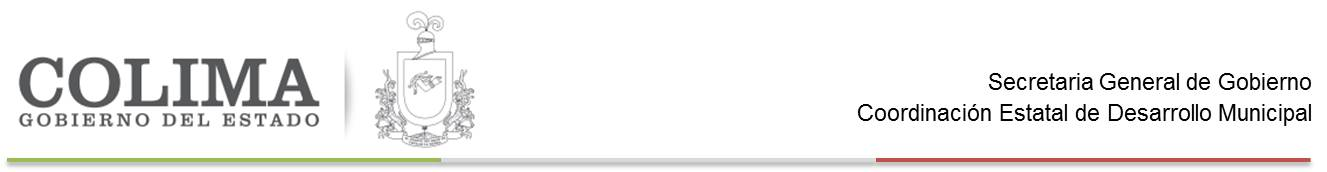 COLIMA
GOBIERNO DEL ESTADO
Secretaria General de Gobierno
Coordinación Estatal de Desarrollo Municipal